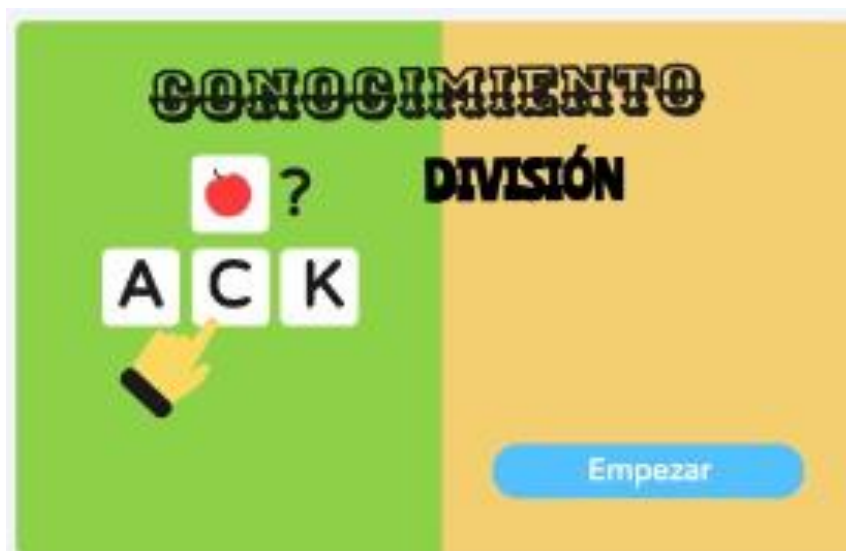 CONOCIMIENTO
DIVISIÓN
?
A C K
Empezar